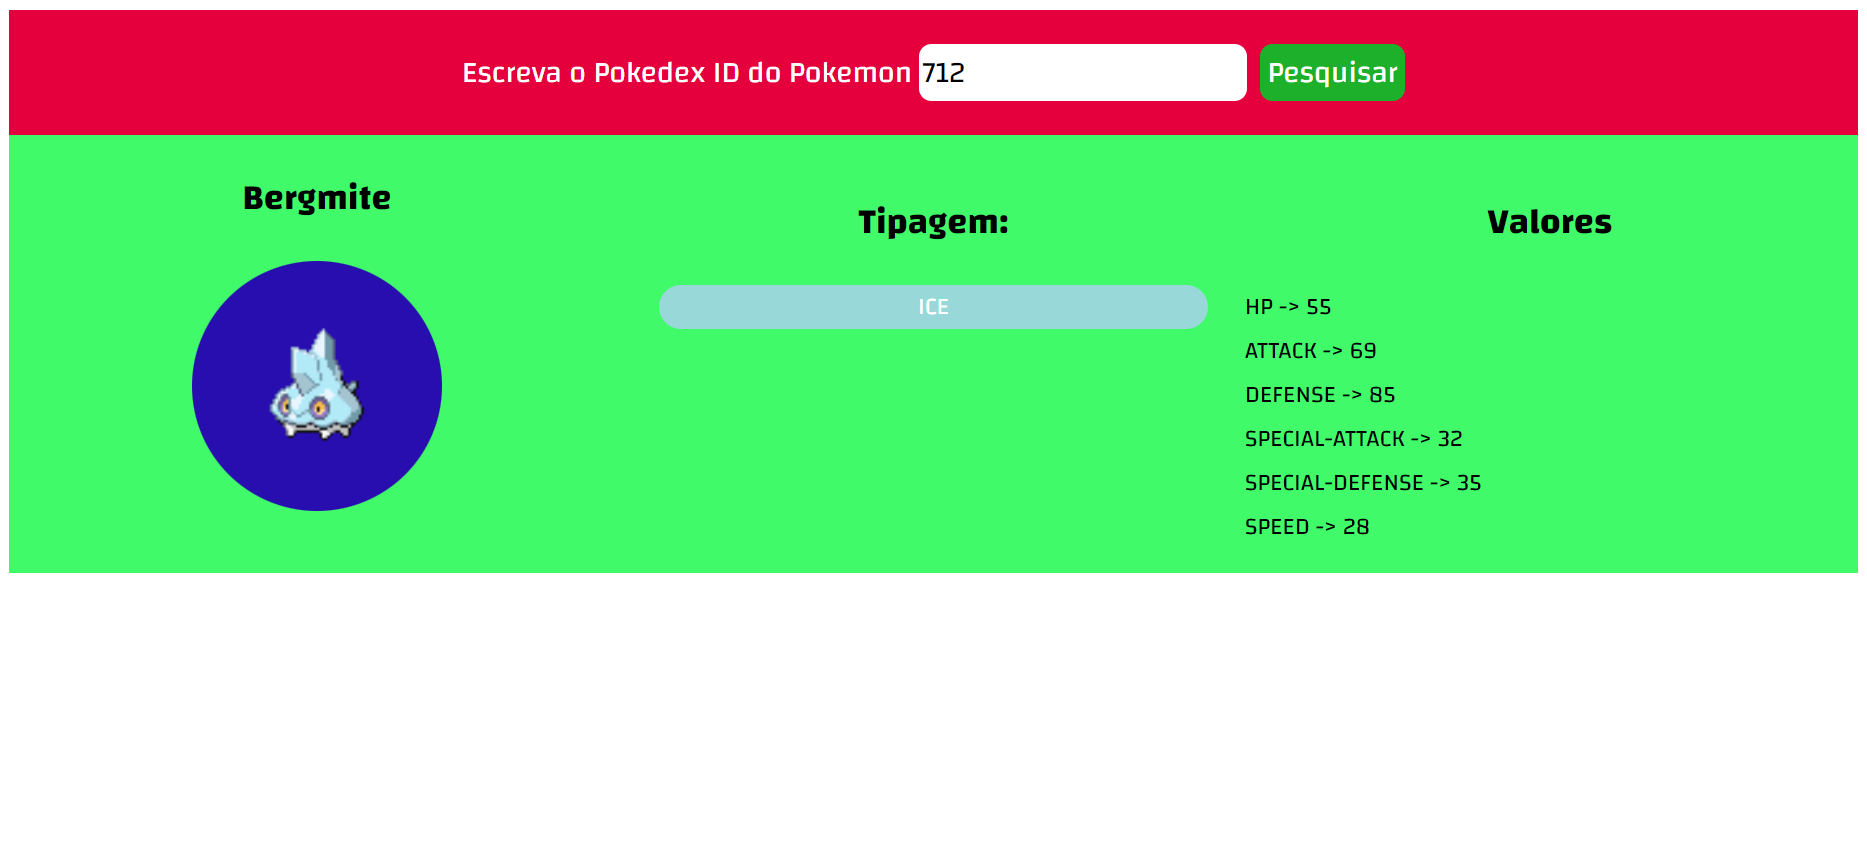 Escreva o Pokedex ID do Pokemon 712 Pesquisar
Bergmite
Tipagem:
ICE
Valores
HP -> 55
ATTACK -> 69
DEFENSE -> 85
SPECIAL-ATTACK -> 32
SPECIAL-DEFENSE -> 35
SPEED -> 28